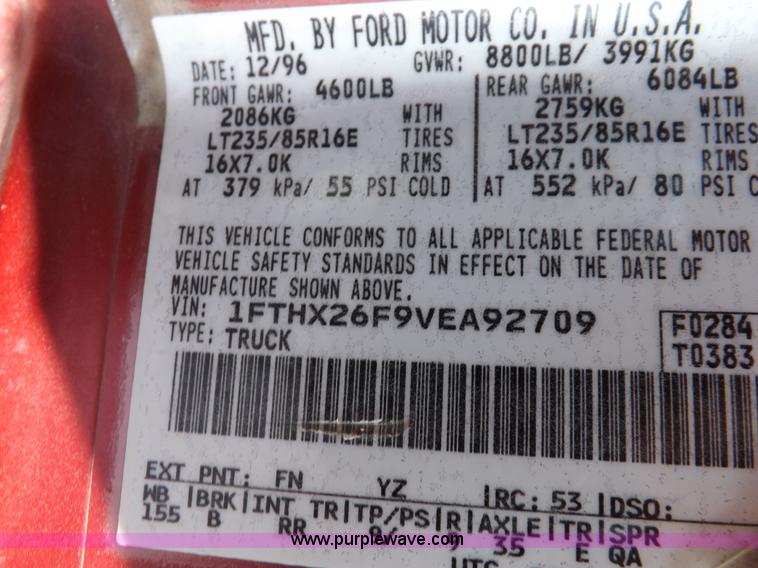 MFD. BY FORD MOTOR CO. IN U.S.A.
DATE: 12/96 GVWR: 8800LB/ 3991KG
FRONT GAWR: 4600LB REAR GAWR: 6084LB
2086KG WITH 2759KG WITH
LT235/85R16E TIRES LT235/85R16E TIRES
16X7.0K RIMS 16X7.0K RIMS
AT 379 kPa/ 55 PSI COLD AT 552 kPa/ 80 PSI
THIS VEHICLE CONFORMS TO ALL APPLICABLE FEDERAL MOTOR
VEHICLE SAFETY STANDARDS IN EFFECT ON THE DATE OF
MANUFACTURE SHOWN ABOVE.
VIN: 1FTHX26F9VEA92709 F0284
TYPE: TRUCK T0383
EXT PNT: FN YZ RC: 53 DSO:
WB BRK INT TR TP/PS R AXLE TR SPR
155 B RR 9 35 E QA
www.purplewave.com
UTC